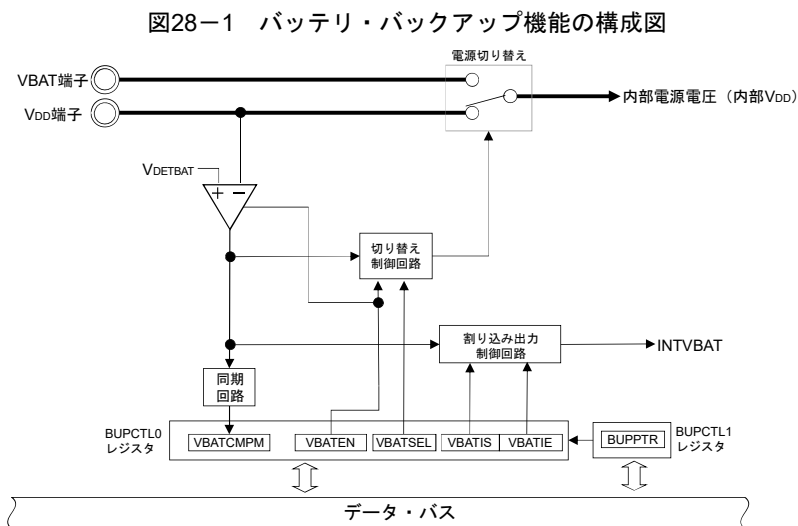 図28－1　バッテリ・バックアップ機能の構成図
電源切り替え
VBAT端子
VDD端子
内部電源電圧（内部VDD）
VDETBAT
+ −
切り替え
制御回路
割り込み出力
制御回路
INTVBAT
同期
回路
BUPCTL0
レジスタ
VBATCMPM
VBATEN
VBATSEL
VBATIS
VBATIE
BUPPTR
BUPCTL1
レジスタ
データ・バス